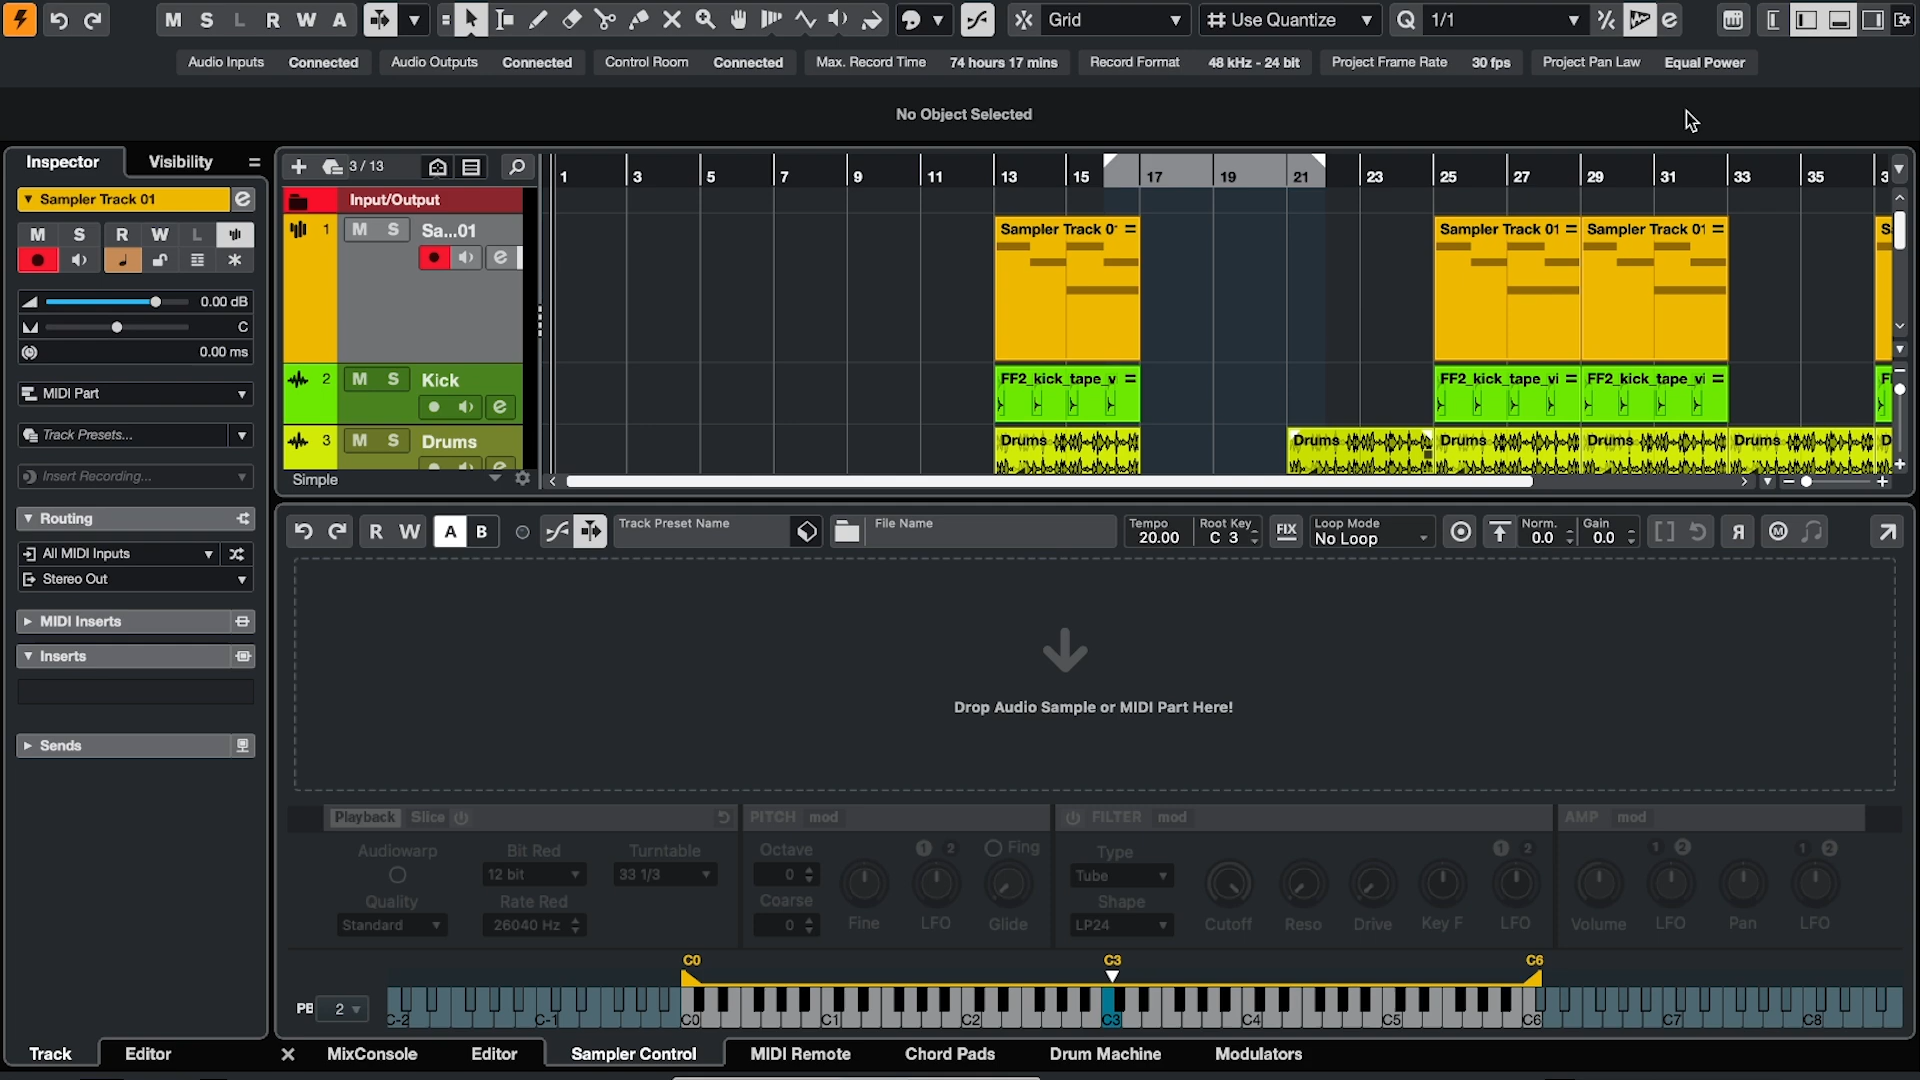 M S L R W A Grid Use Quantize Q 1/1
Audio Inputs Connected Audio Outputs Connected Control Room Connected Max. Record Time 74 hours 17 mins Record Format 48 kHz - 24 bit Project Frame Rate 30 fps Project Pan Law Equal Power
No Object Selected
Inspector Visibility
3 / 13
1 3 5 7 9 11 13 15 17 19 21 23 25 27 29 31 33 35
Sampler Track 01
Input/Output
M S R W L
1 M S Sa...01
Sampler Track 0 Sampler Track 01 Sampler Track 01
0.00 dB
C
0.00 ms
MIDI Part
2 M S Kick
FF2_kick_tape_v FF2_kick_tape_vi FF2_kick_tape_vi
Track Presets...
3 M S Drums
Drums Drums Drums Drums Drums D
Insert Recording...
Simple
Routing
R W A B Track Preset Name File Name
Tempo 20.00 Root Key C 3 FIX Loop Mode No Loop Norm. 0.0 Gain 0.0
All MIDI Inputs
Stereo Out
MIDI Inserts
Inserts
Sends
Drop Audio Sample or MIDI Part Here!
Playback Slice PITCH mod FILTER mod AMP mod
Audiowarp Bit Red Turntable Octave 1 2 Fing Type 1 2 1 2 1 2
12 bit 33 1/3 0 Tube
Quality Rate Red Coarse Shape
Standard 26040 Hz 0 Fine LFO Glide LP24 Cutoff Reso Drive Key F LFO Volume LFO Pan LFO
C0 C3 C6
PB 2
C-2 C-1 C0 C1 C2 C3 C4 C5 C6 C7 C8
Track Editor MixConsole Editor Sampler Control MIDI Remote Chord Pads Drum Machine Modulators